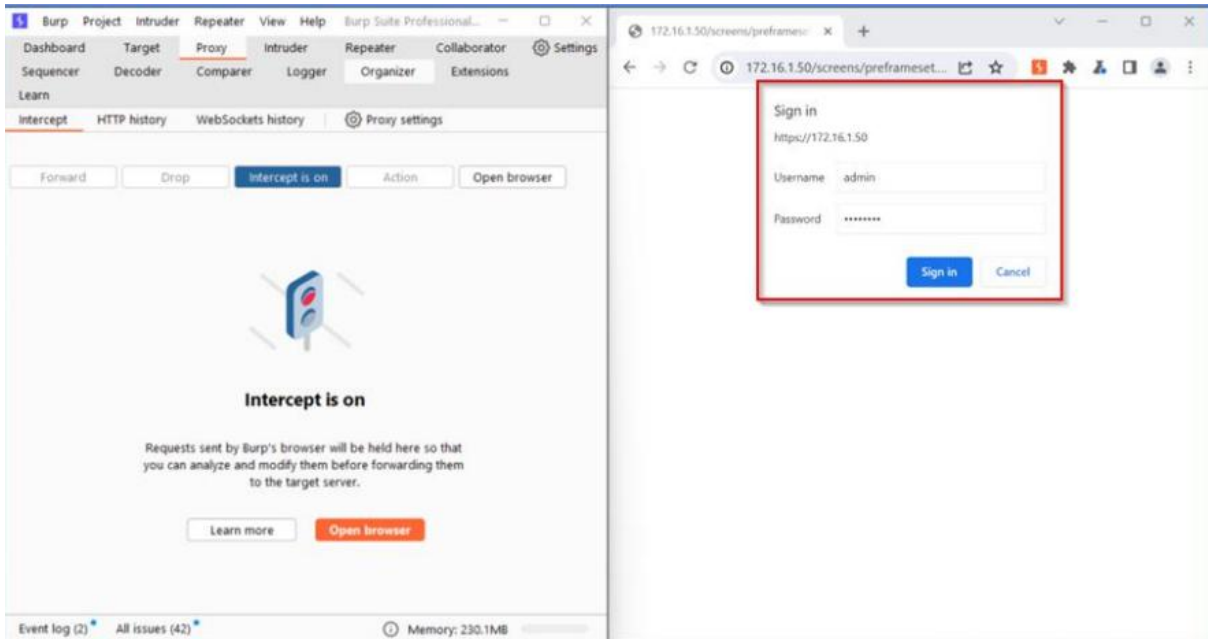 Burp Project Intruder Repeater View Help Burp Suite Professional...
Dashboard Target Proxy Intruder Repeater Collaborator Settings
Sequencer Decoder Comparer Logger Organizer Extensions
Learn
Intercept HTTP history WebSockets history Proxy settings
Forward Drop Intercept is on Action Open browser
Intercept is on
Requests sent by Burp's browser will be held here so that
you can analyze and modify them before forwarding them
to the target server.
Learn more Open browser
Event log (2) All issues (42) Memory: 230.1MB
172.16.1.50/screens/preframese
172.16.1.50/screens/preframeset...
Sign in
https://172.16.1.50
Username admin
Password ••••••••
Sign in Cancel